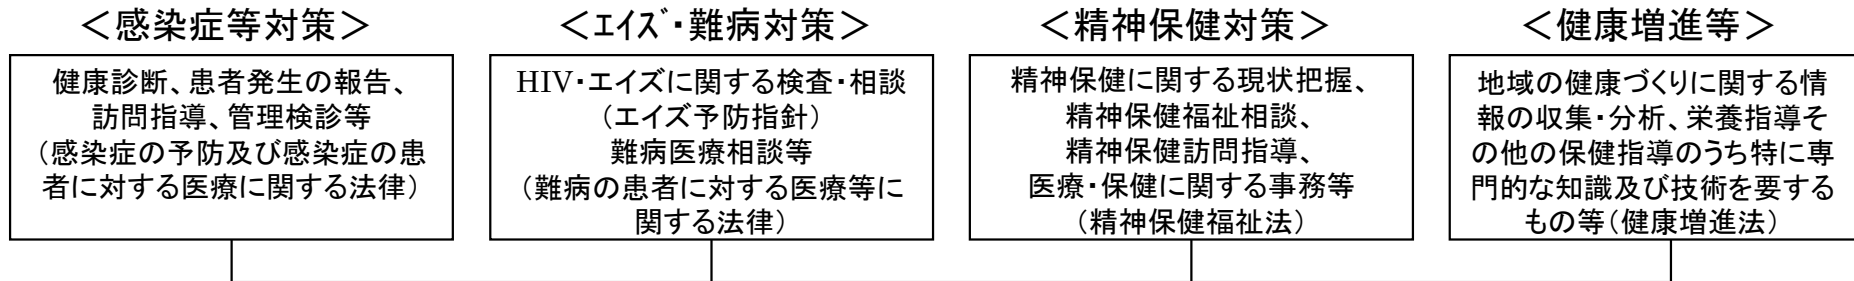 ＜感染症等対策＞
健康診断、患者発生の報告、
訪問指導、管理検診等
（感染症の予防及び感染症の患
者に対する医療に関する法律）
＜ｴｲｽﾞ・難病対策＞
HIV・エイズに関する検査・相談
（エイズ予防指針）
難病医療相談等
（難病の患者に対する医療等に
関する法律）
＜精神保健対策＞
精神保健に関する現状把握、
精神保健福祉相談、
精神保健訪問指導、
医療・保健に関する事務等
（精神保健福祉法）
＜健康増進等＞
地域の健康づくりに関する情
報の収集・分析、栄養指導そ
の他の保健指導のうち特に専
門的な知識及び技術を要する
もの等（健康増進法）